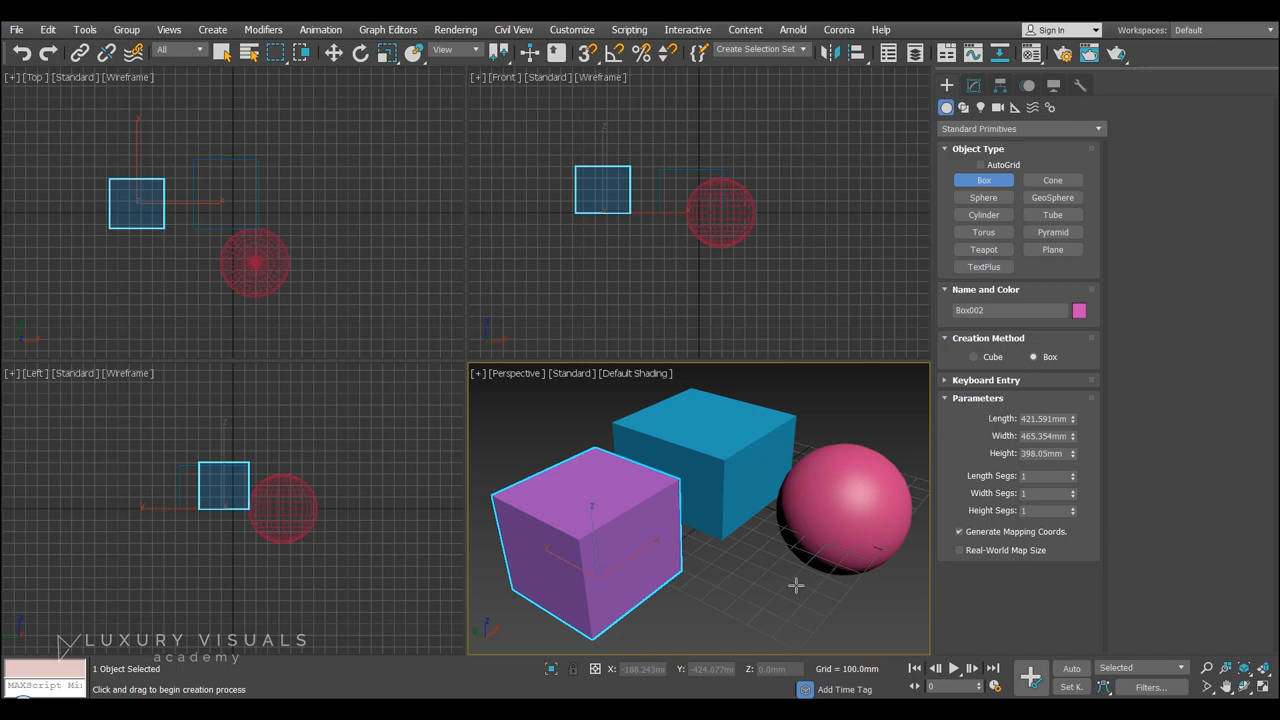 File Edit Tools Group Views Create Modifiers Animation Graph Editors Rendering Civil View Customize Scripting Interactive Content Arnold Corona Help Sign In Workspaces: Default
All View Create Selection Set
[+] [Top] [Standard] [Wireframe]
[+] [Front] [Standard] [Wireframe]
Standard Primitives
Object Type
AutoGrid
Box Cone
Sphere GeoSphere
Cylinder Tube
Torus Pyramid
Teapot Plane
TextPlus
Name and Color
Box002
Creation Method
Cube Box
[+] [Left] [Standard] [Wireframe]
[+] [Perspective] [Standard] [Default Shading]
Keyboard Entry
Parameters
Length: 421.591mm
Width: 465.354mm
Height: 398.05mm
Length Segs: 1
Width Segs: 1
Height Segs: 1
Generate Mapping Coords.
Real-World Map Size
LUXURY VISUALS
academy
1 Object Selected X: -188.243mm Y: -424.077mm Z: 0.0mm Grid = 100.0mm Auto Selected
MAXScript Mi: Click and drag to begin creation process Add Time Tag 0 Set K. Filters...